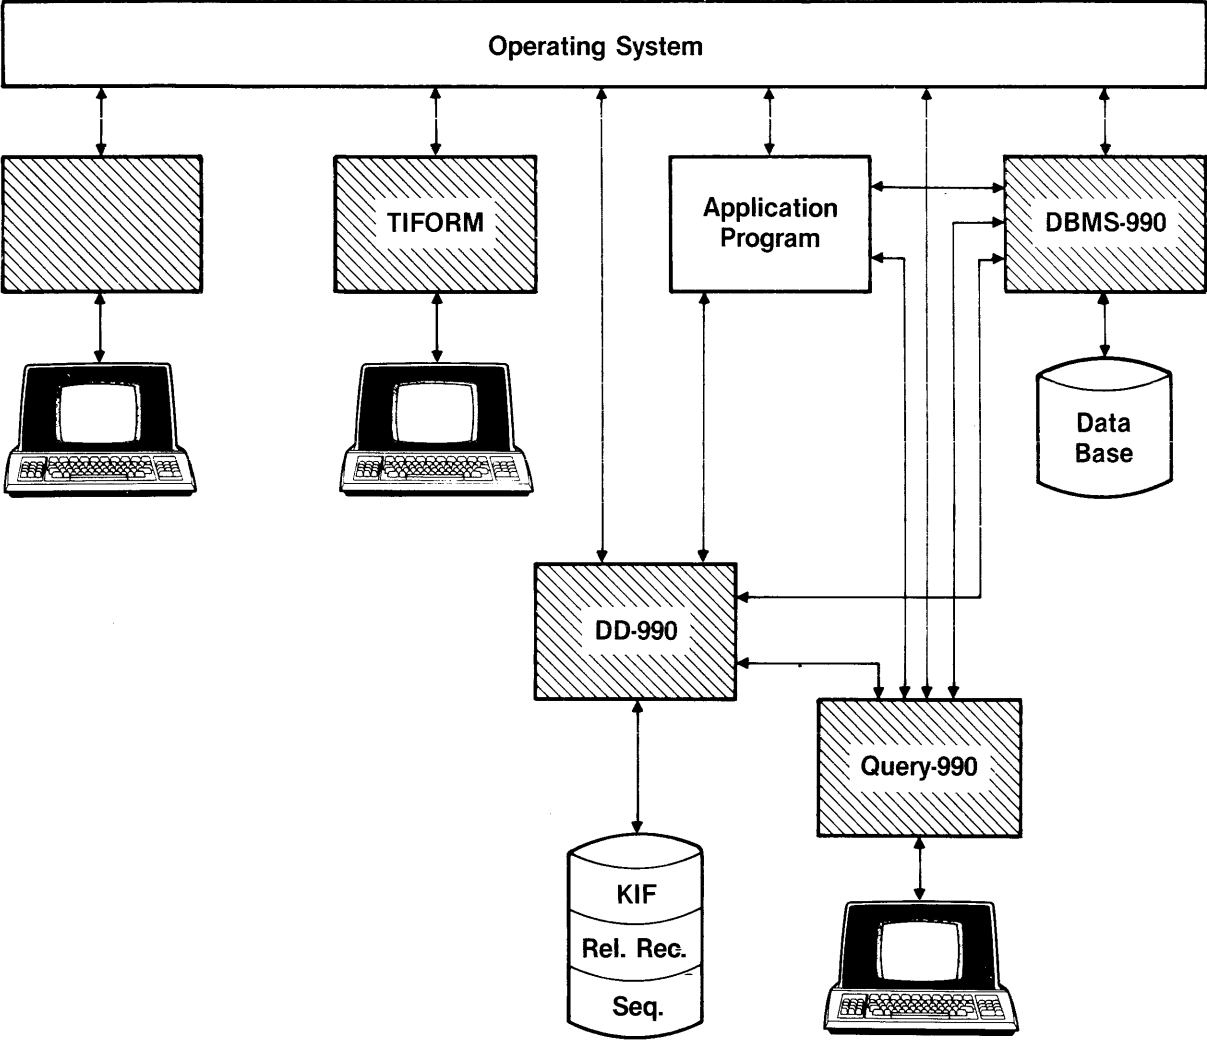 Operating System
TIFORM
Application
Program
DBMS-990
Data
Base
DD-990
Query-990
KIF
Rel. Rec.
Seq.